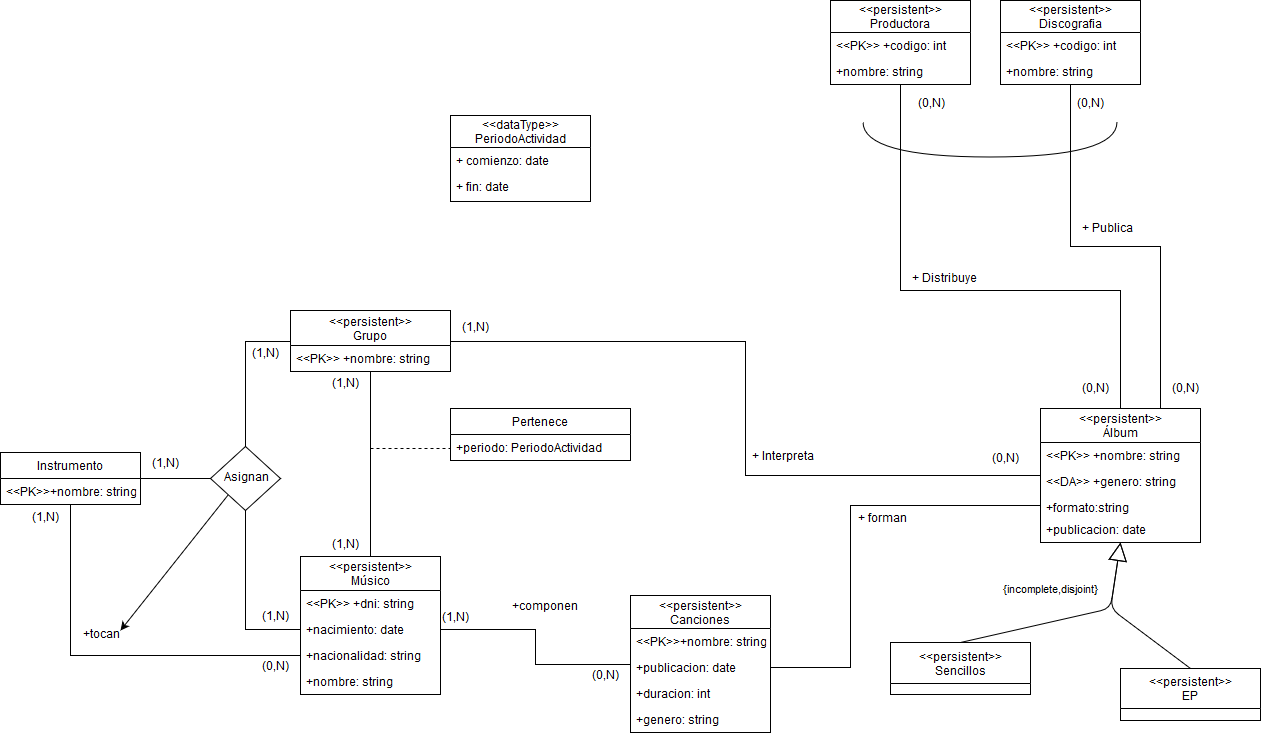 <<persistent>>
Productora
<<PK>> +codigo: int
+nombre: string
(0,N)
<<persistent>>
Discografia
<<PK>> +codigo: int
+nombre: string
(0,N)
<<dataType>>
PeriodoActividad
+ comienzo: date
+ fin: date
+ Publica
+ Distribuye
<<persistent>>
Grupo
<<PK>> +nombre: string
(1,N)
(1,N)
(1,N)
Pertenece
+periodo: PeriodoActividad
+ Interpreta
(0,N)
(0,N)
(0,N)
<<persistent>>
Álbum
<<PK>> +nombre: string
<<DA>> +genero: string
+formato:string
+publicacion: date
Instrumento
<<PK>>+nombre: string
(1,N)
(1,N)
Asignan
+tocan
(1,N)
<<persistent>>
Músico
<<PK>> +dni: string
+nacimiento: date
+nacionalidad: string
+nombre: string
(1,N)
(0,N)
(1,N)
+componen
(0,N)
+ forman
<<persistent>>
Canciones
<<PK>>+nombre: string
+publicacion: date
+duracion: int
+genero: string
{incomplete,disjoint}
<<persistent>>
Sencillos
<<persistent>>
EP